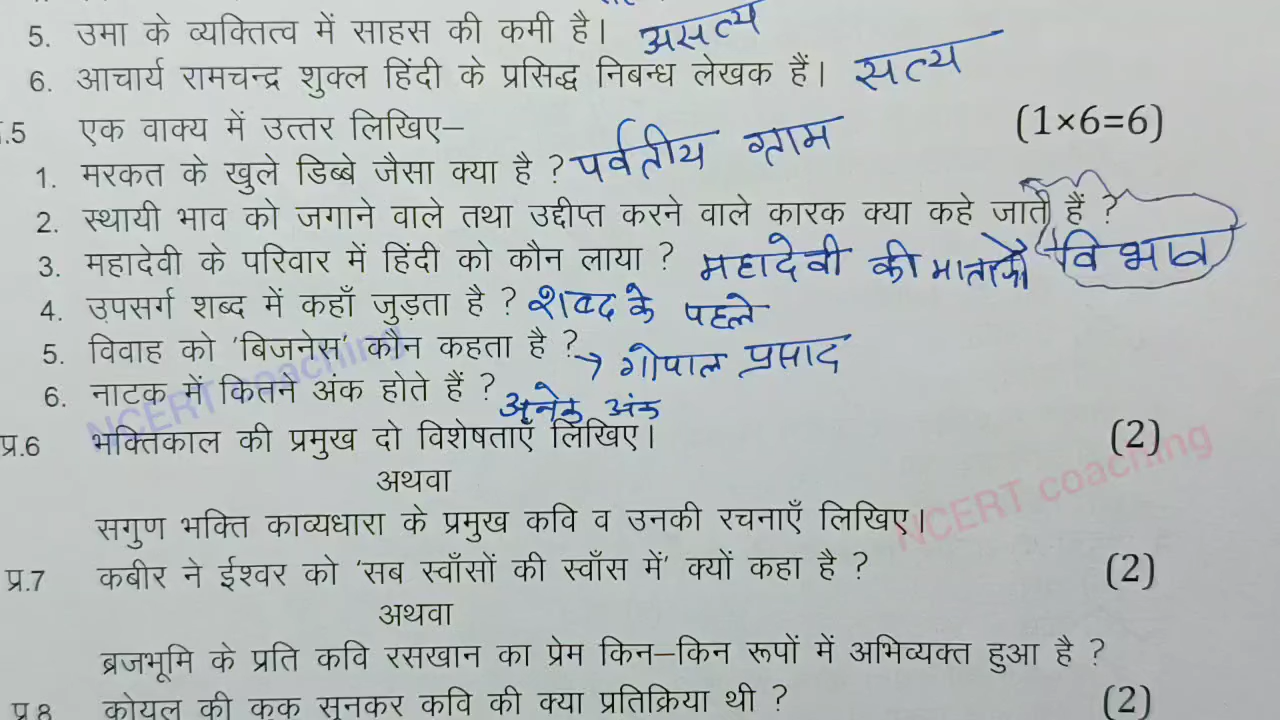 5. उमा के व्यक्तित्व में साहस की कमी है। असत्य
6. आचार्य रामचन्द्र शुक्ल हिंदी के प्रसिद्ध निबन्ध लेखक हैं। सत्य
.5 एक वाक्य में उत्तर लिखिए– (1×6=6)
1. मरकत के खुले डिब्बे जैसा क्या है ? पर्वतीय ग्राम
2. स्थायी भाव को जगाने वाले तथा उद्दीप्त करने वाले कारक क्या कहे जाते हैं ? विभाव
3. महादेवी के परिवार में हिंदी को कौन लाया ? महादेवी की माताजी
4. उपसर्ग शब्द में कहाँ जुड़ता है ? शब्द के पहले
5. विवाह को 'बिजनेस' कौन कहता है ? → गोपाल प्रसाद
6. नाटक में कितने अंक होते हैं ? अनेक अंक
प्र.6 भक्तिकाल की प्रमुख दो विशेषताएँ लिखिए। (2)
अथवा
सगुण भक्ति काव्यधारा के प्रमुख कवि व उनकी रचनाएँ लिखिए।
प्र.7 कबीर ने ईश्वर को 'सब स्वाँसों की स्वाँस में' क्यों कहा है ? (2)
अथवा
ब्रजभूमि के प्रति कवि रसखान का प्रेम किन–किन रूपों में अभिव्यक्त हुआ है ?
प्र.8 कोयल की कूक सुनकर कवि की क्या प्रतिक्रिया थी ? (2)
NCERT coaching
NCERT coaching